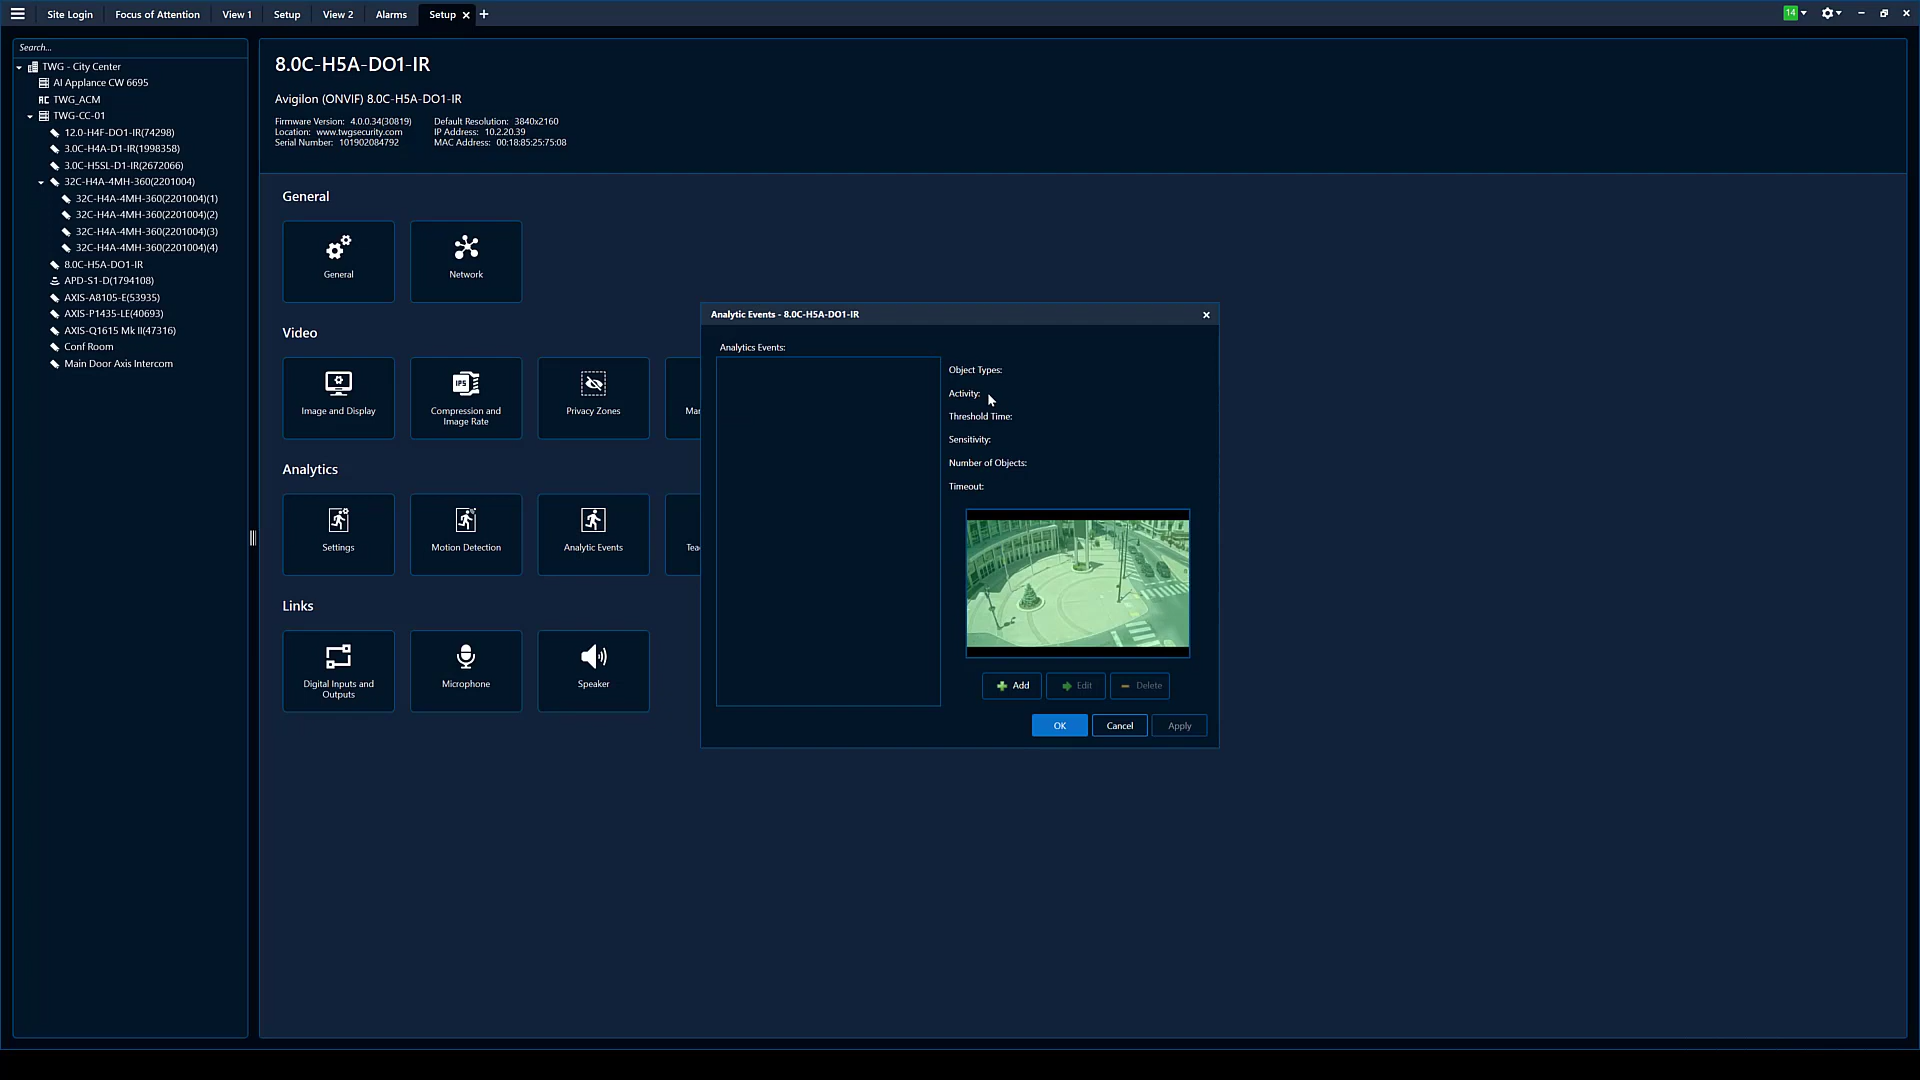 Site Login Focus of Attention View 1 Setup View 2 Alarms Setup
14
Search...
TWG - City Center
AI Applance CW 6695
TWG_ACM
TWG-CC-01
12.0-H4F-DO1-IR(74298)
3.0C-H4A-D1-IR(1998358)
3.0C-H5SL-D1-IR(2672066)
32C-H4A-4MH-360(2201004)
32C-H4A-4MH-360(2201004)(1)
32C-H4A-4MH-360(2201004)(2)
32C-H4A-4MH-360(2201004)(3)
32C-H4A-4MH-360(2201004)(4)
8.0C-H5A-DO1-IR
APD-S1-D(1794108)
AXIS-A8105-E(53935)
AXIS-P1435-LE(40693)
AXIS-Q1615 Mk II(47316)
Conf Room
Main Door Axis Intercom
8.0C-H5A-DO1-IR
Avigilon (ONVIF) 8.0C-H5A-DO1-IR
Firmware Version: 4.0.0.34(30819) Default Resolution: 3840x2160
Location: www.twgsecurity.com IP Address: 10.2.20.39
Serial Number: 101902084792 MAC Address: 00:18:85:25:75:08
General
General
Network
Video
Image and Display
IPS
Compression and
Image Rate
Privacy Zones
Man
Analytics
Settings
Motion Detection
Analytic Events
Tea
Links
Digital Inputs and
Outputs
Microphone
Speaker
Analytic Events - 8.0C-H5A-DO1-IR
Analytics Events:
Object Types:
Activity:
Threshold Time:
Sensitivity:
Number of Objects:
Timeout:
Add Edit Delete
OK Cancel Apply